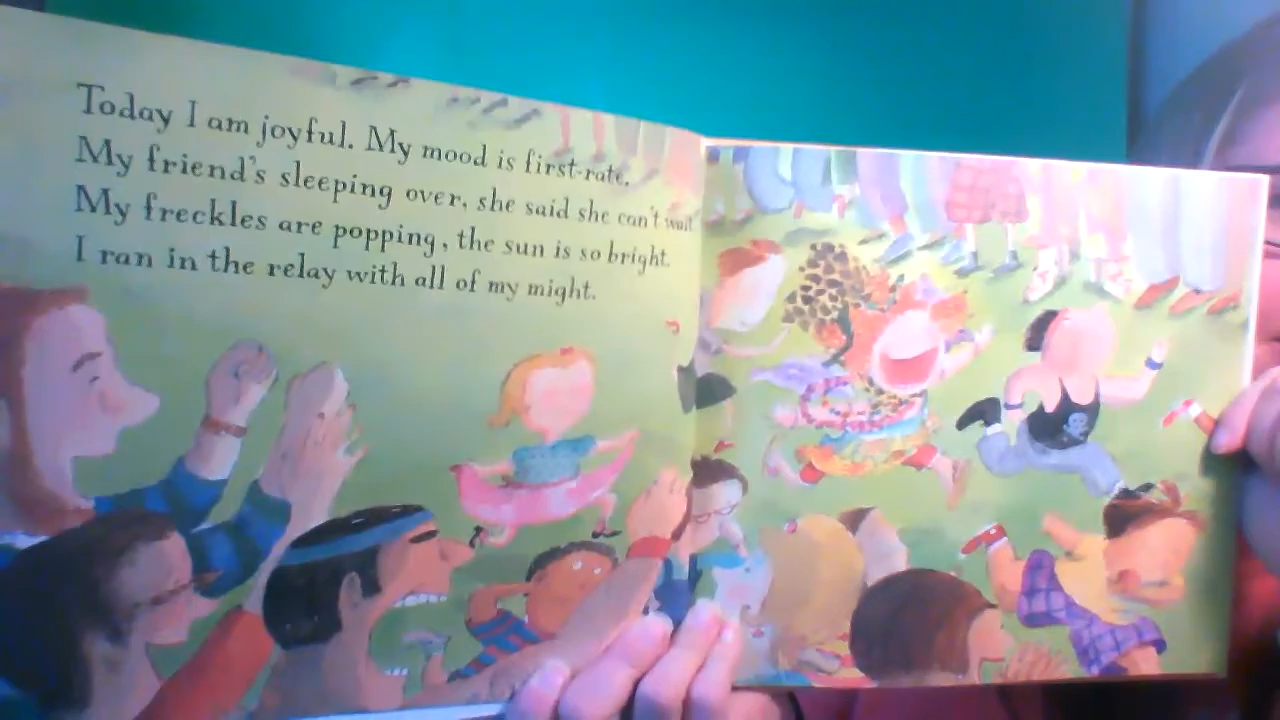 Today I am joyful. My mood is first-rate.
My friend's sleeping over, she said she can't wait.
My freckles are popping, the sun is so bright.
I ran in the relay with all of my might.